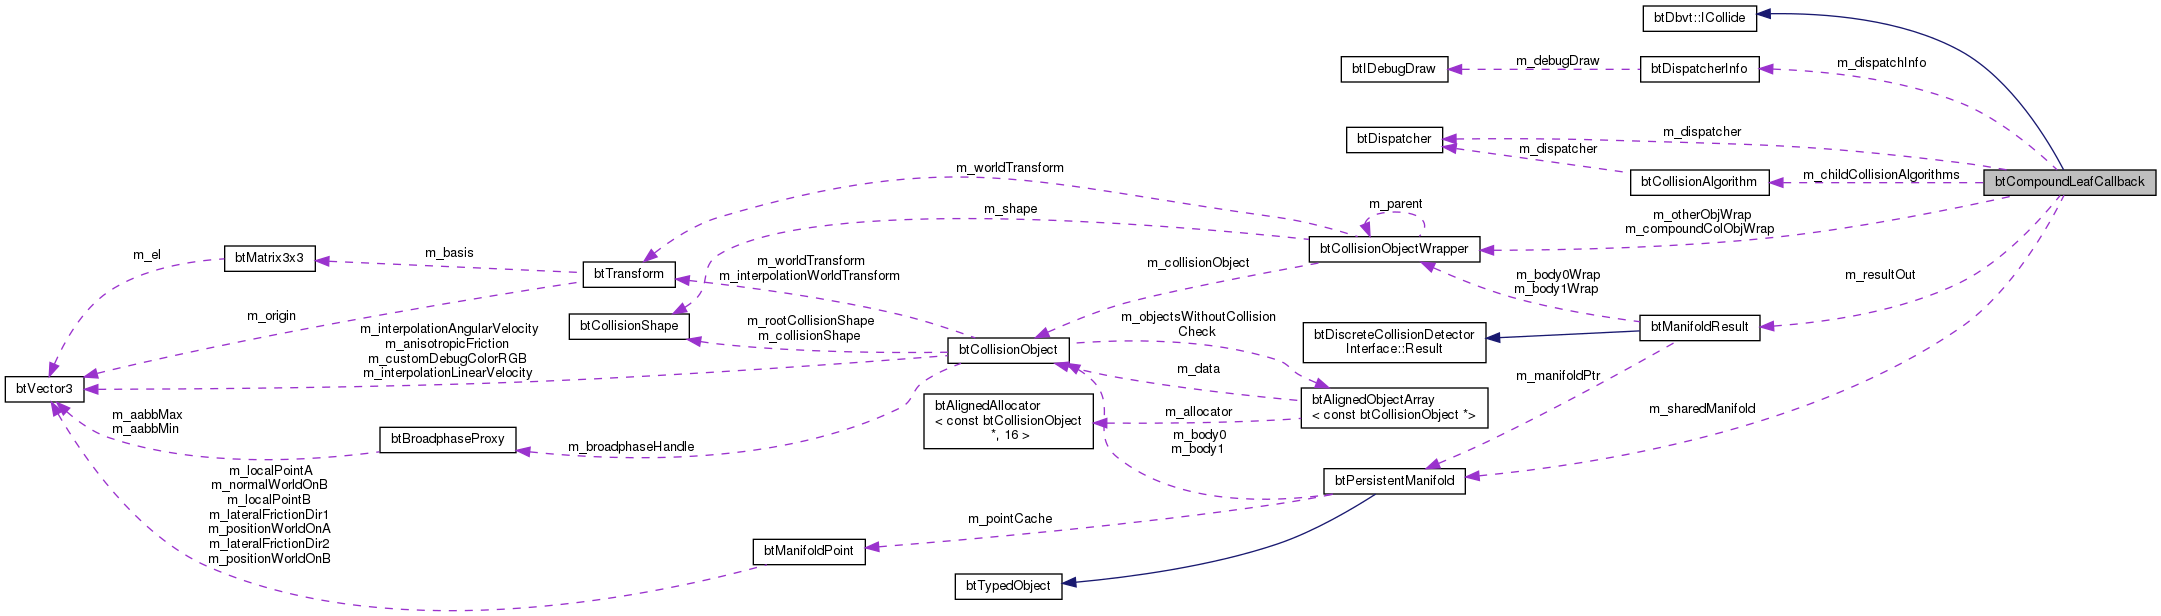 btDbvt::ICollide
btIDebugDraw
m_debugDraw
btDispatcherInfo
m_dispatchInfo
btDispatcher
m_dispatcher
m_dispatcher
btCollisionAlgorithm
m_childCollisionAlgorithms
btCompoundLeafCallback
m_worldTransform
m_shape
m_parent
m_otherObjWrap
m_compoundColObjWrap
btCollisionObjectWrapper
m_el
btMatrix3x3
m_basis
btTransform
m_worldTransform
m_interpolationWorldTransform
m_collisionObject
m_body0Wrap
m_body1Wrap
m_resultOut
m_origin
btCollisionShape
m_rootCollisionShape
m_collisionShape
m_objectsWithoutCollision
Check
btDiscreteCollisionDetector
Interface::Result
btManifoldResult
m_interpolationAngularVelocity
m_anisotropicFriction
m_customDebugColorRGB
m_interpolationLinearVelocity
btCollisionObject
m_data
m_manifoldPtr
btVector3
btAlignedAllocator
< const btCollisionObject
*, 16 >
m_allocator
btAlignedObjectArray
< const btCollisionObject *>
m_sharedManifold
m_aabbMax
m_aabbMin
btBroadphaseProxy
m_broadphaseHandle
m_body0
m_body1
m_localPointA
m_normalWorldOnB
m_localPointB
m_lateralFrictionDir1
m_positionWorldOnA
m_lateralFrictionDir2
m_positionWorldOnB
btPersistentManifold
m_pointCache
btManifoldPoint
btTypedObject